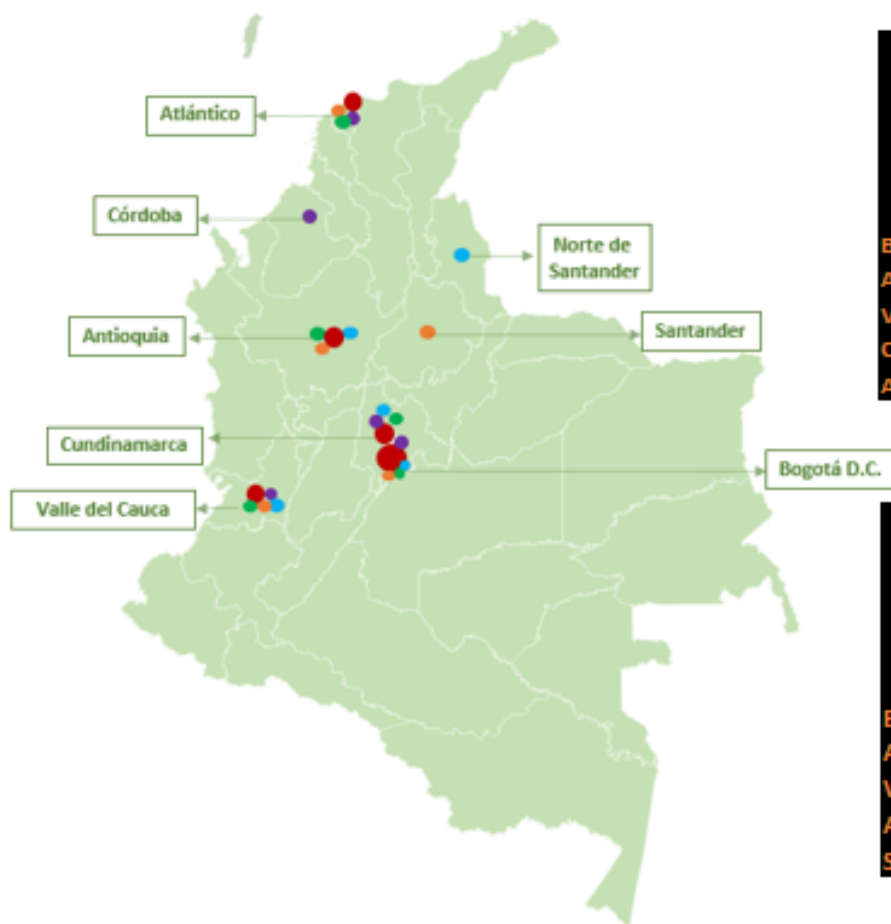 Atlántico
Córdoba
Norte de
Santander
Antioquia
Santander
Cundinamarca
Bogotá D.C.
Valle del Cauca
B
A
V
C
A
B
A
V
A
S